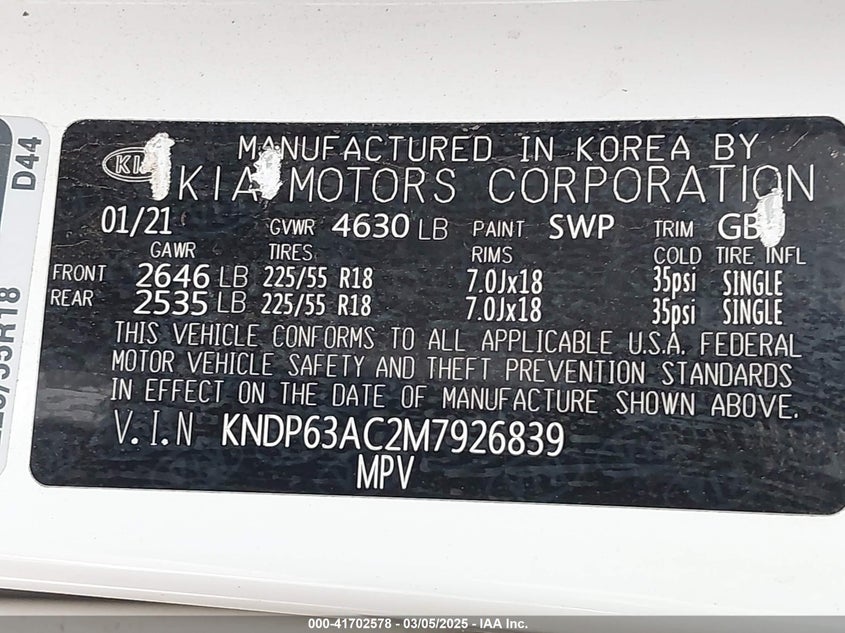 D44
MANUFACTURED IN KOREA BY
KIA MOTORS CORPORATION
01/21 GVWR 4630 LB PAINT SWP TRIM
GAWR TIRES RIMS COLD TIRE INFL
FRONT 2646 LB 225/55 R18 7.0Jx18 35psi SINGLE
REAR 2535 LB 225/55 R18 7.0Jx18 35psi SINGLE
THIS VEHICLE CONFORMS TO ALL APPLICABLE U.S.A. FEDERAL
MOTOR VEHICLE SAFETY AND THEFT PREVENTION STANDARDS
IN EFFECT ON THE DATE OF MANUFACTURE SHOWN ABOVE.
V.I.N KNDP63AC2M7926839
MPV
000-41702578 - 03/05/2025 - IAA Inc.